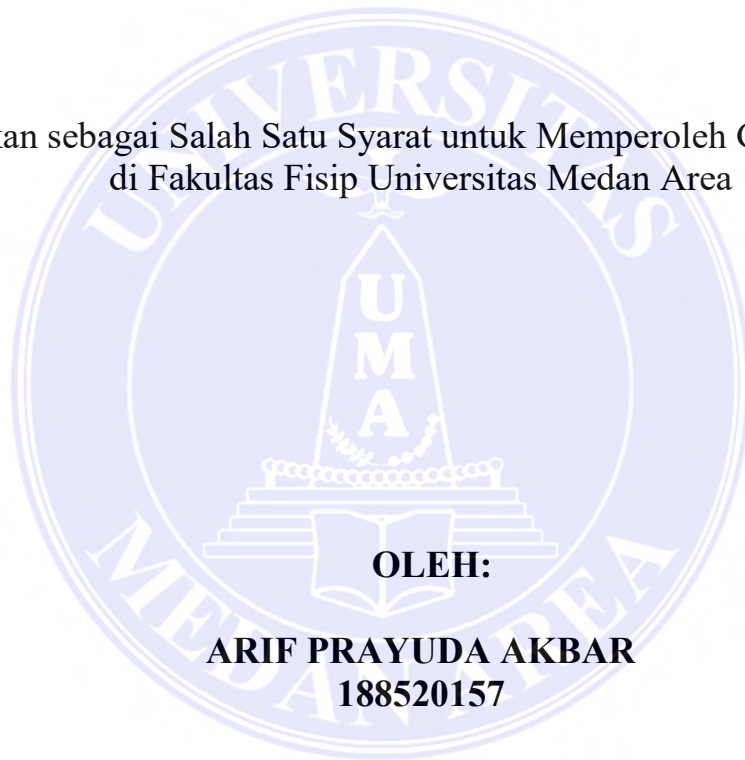 kan sebagai Salah Satu Syarat untuk Memperoleh
di Fakultas Fisip Universitas Medan Area
UNIVERSITAS
U
M
A
OLEH:
ARIF PRAYUDA AKBAR
188520157
MEDAN AREA